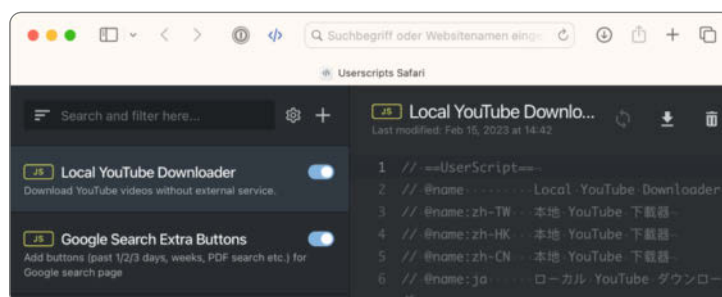 Suchbegriff oder Websitenamen einge
Userscripts Safari
Search and filter here...
JS Local YouTube Downloader
Download YouTube videos without external service.
JS Google Search Extra Buttons
Add buttons (past 1/2/3 days, weeks, PDF search etc.) for
Google search page
JS Local YouTube Downlo...
Last modified: Feb 15, 2023 at 14:42
1 // ==UserScript==
2 // @name·········Local·YouTube·Downloader
3 // @name:zh-TW···本地·YouTube·下載器
4 // @name:zh-HK···本地·YouTube·下載器
5 // @name:zh-CN···本地·YouTube·下载器
6 // @name:ja······ローカル·YouTube·ダウンロー